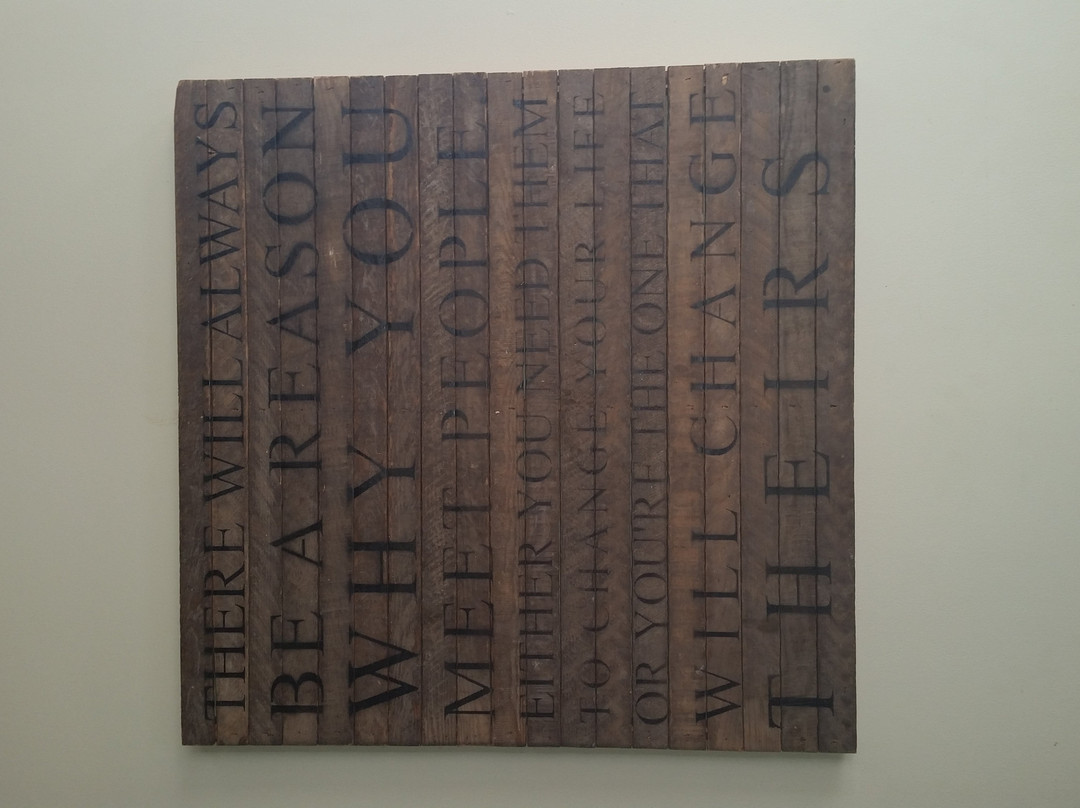 THERE WILL ALWAYS
BE A REASON
WHY YOU
MEET PEOPLE.
EITHER YOU NEED THEM
TO CHANGE YOUR LIFE
OR YOU'RE THE ONE THAT
WILL CHANGE
THEIRS.